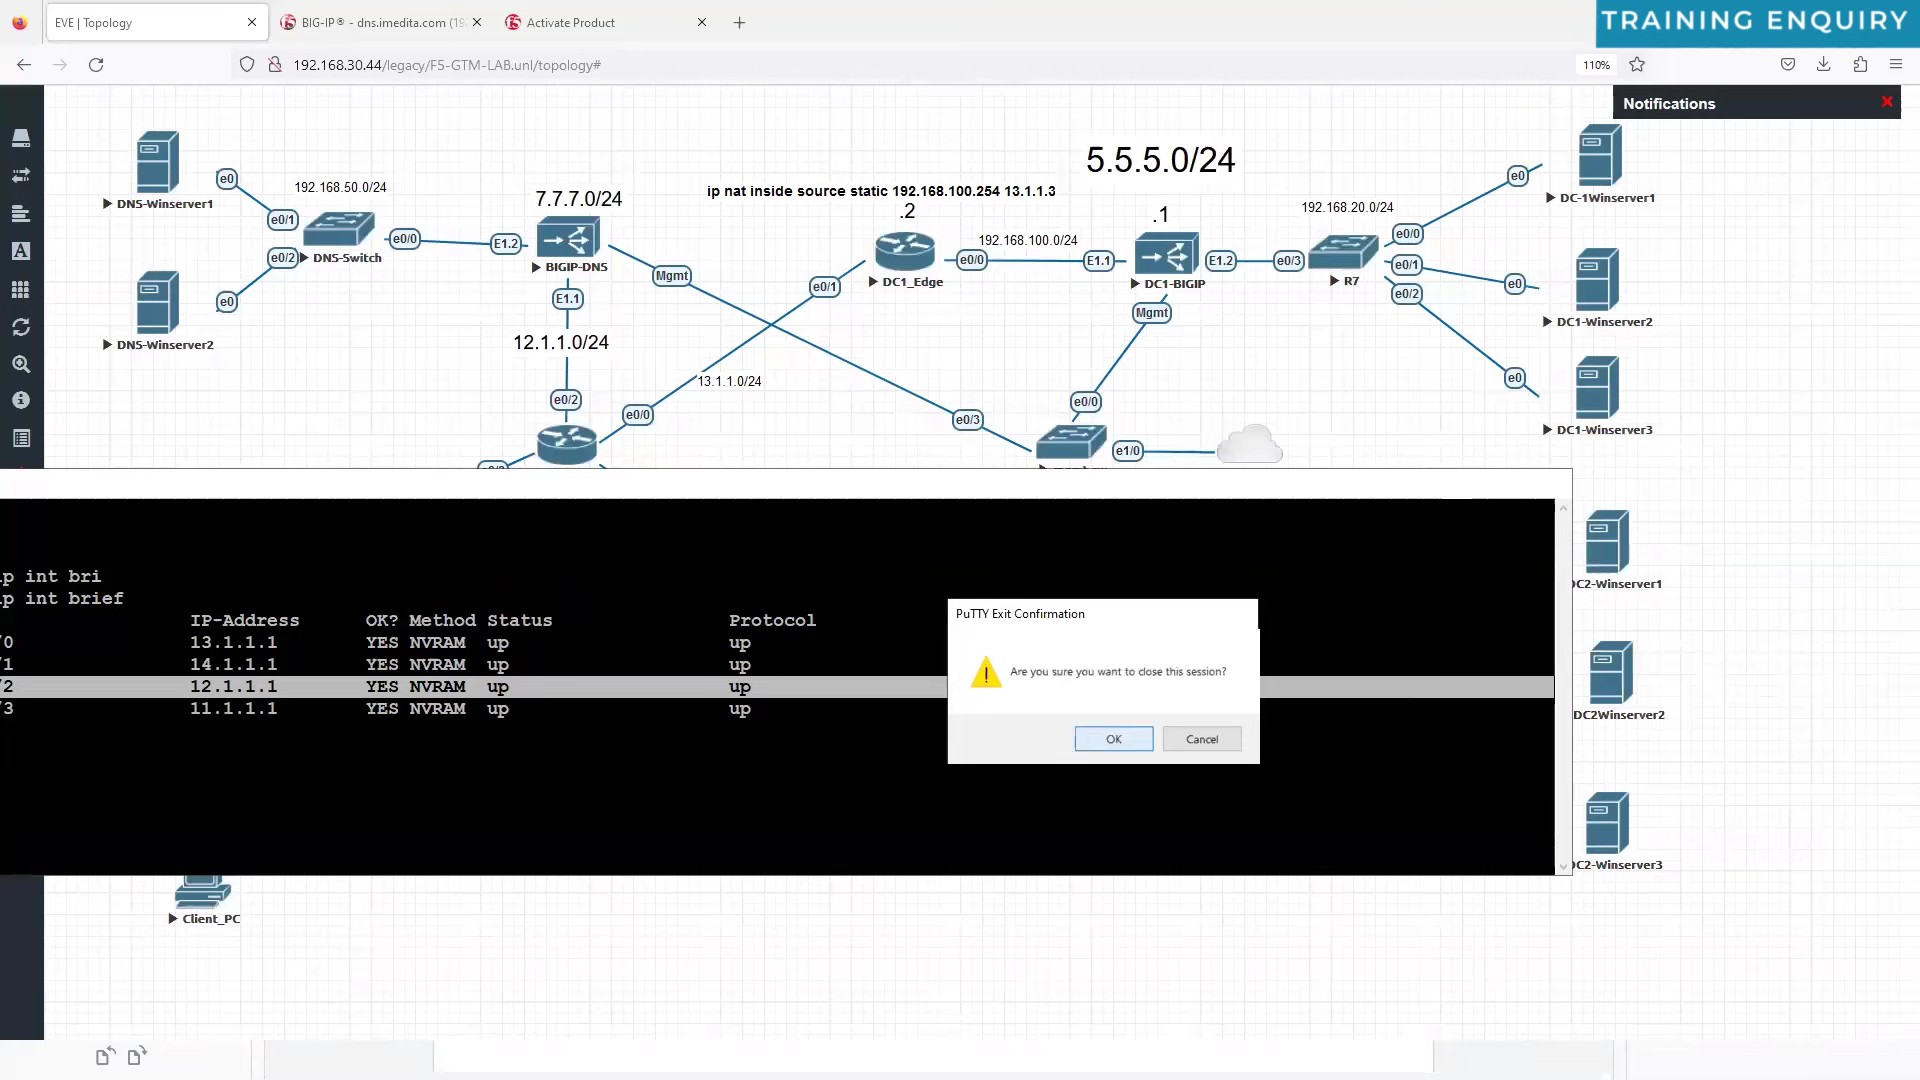 EVE | Topology
BIG-IP® - dns.imedita.com (19
Activate Product
TRAINING ENQUIRY
192.168.30.44/legacy/F5-GTM-LAB.unl/topology#
110%
Notifications
5.5.5.0/24
DNS-Winserver1
e0
192.168.50.0/24
e0/1
e0/2
DNS-Switch
e0/0
E1.2
7.7.7.0/24
BIGIP-DNS
E1.1
Mgmt
ip nat inside source static 192.168.100.254 13.1.1.3
.2
DC1_Edge
e0/0
e0/1
192.168.100.0/24
E1.1
.1
DC1-BIGIP
E1.2
Mgmt
192.168.20.0/24
e0/3
R7
e0/0
e0/1
e0/2
e0
DC-1Winserver1
e0
DC1-Winserver2
e0
DC1-Winserver3
e0
DNS-Winserver2
12.1.1.0/24
13.1.1.0/24
e0/2
e0/0
e0/3
e0/0
e1/0
p int bri
p int brief
IP-Address OK? Method Status Protocol
/0 13.1.1.1 YES NVRAM up up
/1 14.1.1.1 YES NVRAM up up
/2 12.1.1.1 YES NVRAM up up
/3 11.1.1.1 YES NVRAM up up
PuTTY Exit Confirmation
Are you sure you want to close this session?
OK
Cancel
DC2-Winserver1
DC2Winserver2
DC2-Winserver3
Client_PC